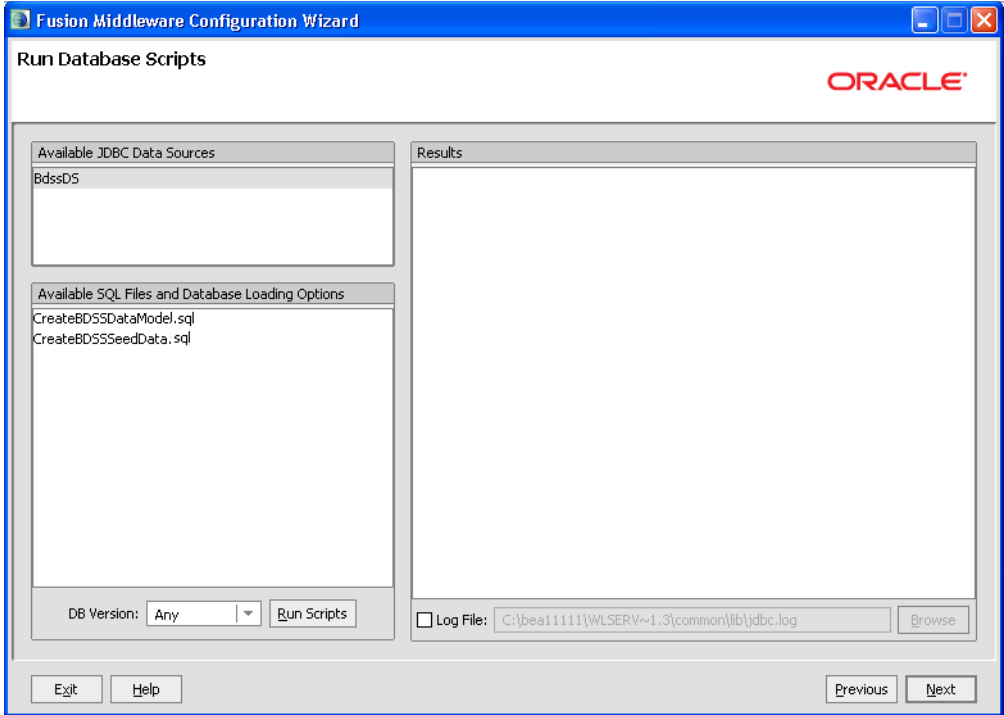 Fusion Middleware Configuration Wizard
Run Database Scripts
ORACLE
Available JDBC Data Sources
BdssDS
Available SQL Files and Database Loading Options
CreateBDSSDataModel.sql
CreateBDSSSeedData.sql
DB Version: Any Run Scripts
Results
Log File: C:\bea11111\WLSERV~1.3\common\lib\jdbc.log Browse
Exit Help Previous Next